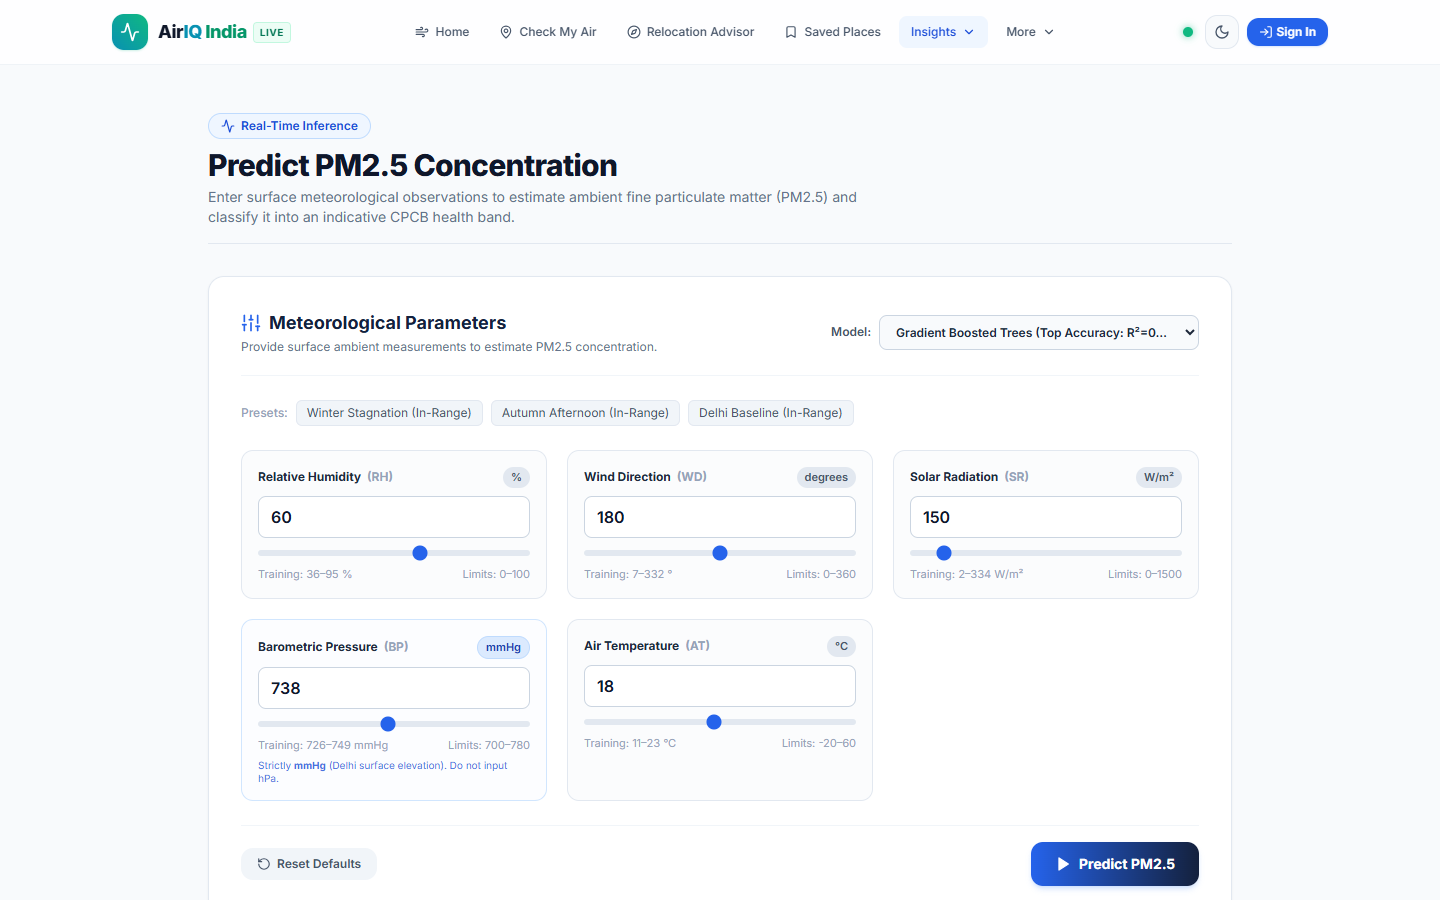 AirIQ India LIVE
Home
Check My Air
Relocation Advisor
Saved Places
Insights
More
Sign In
Real-Time Inference
Predict PM2.5 Concentration
Enter surface meteorological observations to estimate ambient fine particulate matter (PM2.5) and
classify it into an indicative CPCB health band.
Meteorological Parameters
Provide surface ambient measurements to estimate PM2.5 concentration.
Model: Gradient Boosted Trees (Top Accuracy: R²=0...
Presets: Winter Stagnation (In-Range) Autumn Afternoon (In-Range) Delhi Baseline (In-Range)
Relative Humidity (RH) %
60
Training: 36–95 % Limits: 0–100
Wind Direction (WD) degrees
180
Training: 7–332 ° Limits: 0–360
Solar Radiation (SR) W/m²
150
Training: 2–334 W/m² Limits: 0–1500
Barometric Pressure (BP) mmHg
738
Training: 726–749 mmHg Limits: 700–780
Strictly mmHg (Delhi surface elevation). Do not input
hPa.
Air Temperature (AT) °C
18
Training: 11–23 °C Limits: -20–60
Reset Defaults
Predict PM2.5